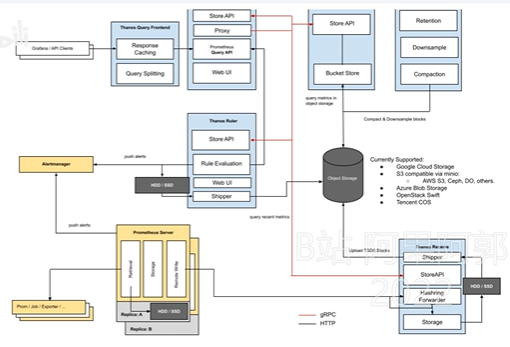 Thanos Query Frontend
Grafana / API Clients
Response
Caching
Query Splitting
Store API
Proxy
Prometheus
Query API
Web UI
Store API
Bucket Store
Retention
Downsample
Compaction
query metrics in
object storage
Compact & Downsample blocks
Thanos Ruler
Store API
Rule Evaluation
Web UI
Shipper
HDD / SSD
push alerts
Alertmanager
push alerts
query recent metrics
Object Storage
Currently Supported:
Google Cloud Storage
S3 compatible via minio:
AWS S3, Ceph, DO, others.
Azure Blob Storage
OpenStack Swift
Tencent COS
Prometheus Server
Retrieval
Storage
Remote Write
HDD / SSD
Replica: A
Replica: B
Prom / Job / Exporter / ...
Upload TSDB Blocks
Thanos Receive
Shipper
StoreAPI
Hashring
Forwarder
Storage
HDD / SSD
gRPC
HTTP